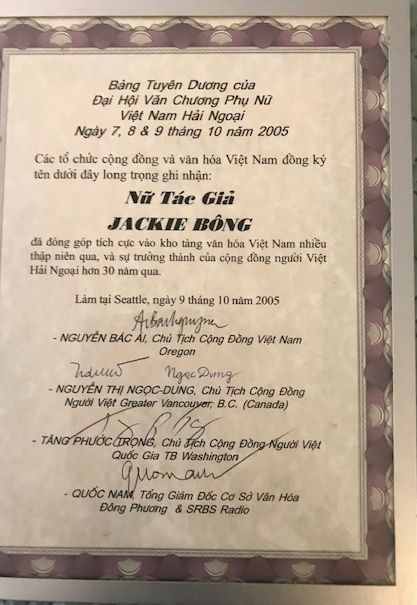 Bảng Tuyên Dương của
Đại Hội Văn Chương Phụ Nữ
Việt Nam Hải Ngoại
Ngày 7, 8 & 9 tháng 10 năm 2005
Các tổ chức cộng đồng và văn hóa Việt Nam đồng ký
tên dưới đây long trọng ghi nhận:
Nữ Tác Giả
JACKIE BÔNG
đã đóng góp tích cực vào kho tàng văn hóa Việt Nam nhiều
thập niên qua, và sự trưởng thành của cộng đồng người Việt
Hải Ngoại hơn 30 năm qua.
Làm tại Seattle, ngày 9 tháng 10 năm 2005
- NGUYỄN BÁC ÁI, Chủ Tịch Cộng Đồng Việt Nam
Oregon
Ngọc Dung
- NGUYỄN THỊ NGỌC-DUNG, Chủ Tịch Cộng Đồng
Người Việt Greater Vancouver, B.C. (Canada)
- TĂNG PHƯỚC TRỌNG, Chủ Tịch Cộng Đồng Người Việt
Quốc Gia TB Washington
- QUỐC NAM, Tổng Giám Đốc Cơ Sở Văn Hóa
Đông Phương & SRBS Radio